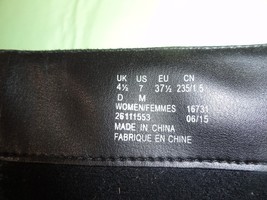 UK US EU CN
4½ 7 37½ 235/1.5
D M
WOMEN/FEMMES 16731
26111553 06/15
MADE IN CHINA
FABRIQUE EN CHINE